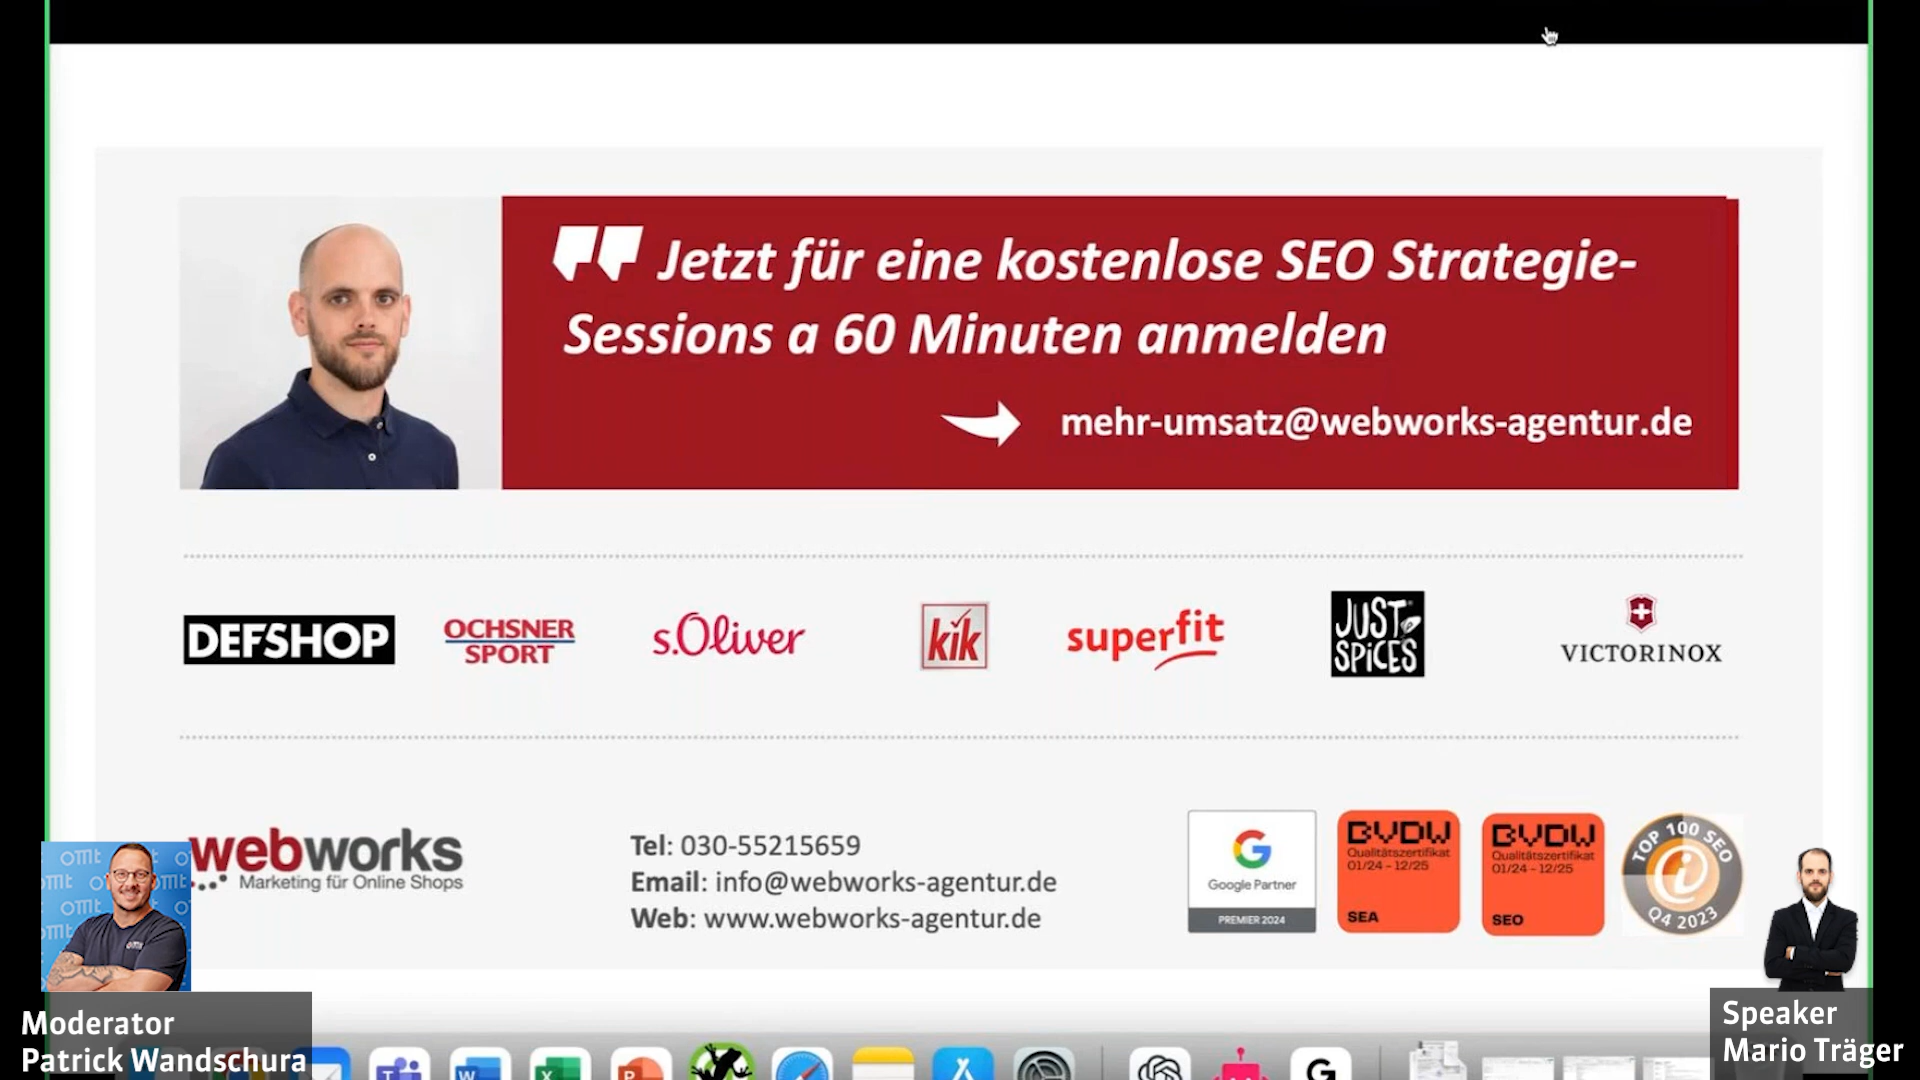 Jetzt für eine kostenlose SEO Strategie-
Sessions a 60 Minuten anmelden
mehr-umsatz@webworks-agentur.de
DEFSHOP
OCHSNER
SPORT
s.Oliver
kik
superfit
JUST
SPiCES
VICTORINOX
webworks
Marketing für Online Shops
Tel: 030-55215659
Email: info@webworks-agentur.de
Web: www.webworks-agentur.de
Google Partner
PREMIER 2024
BVDW
Qualitätszertifikat
01/24 - 12/25
SEA
BVDW
Qualitätszertifikat
01/24 - 12/25
SEO
TOP 100 SEO
Q4 2023
Moderator
Patrick Wandschura
Speaker
Mario Träger